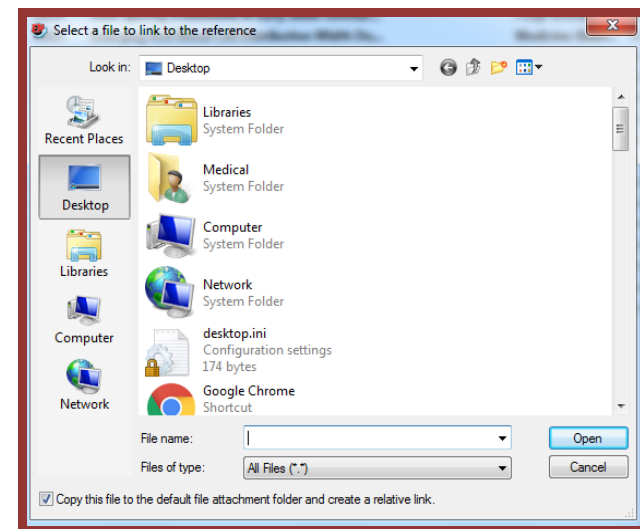 Select a file to link to the reference
Look in:
Desktop
Recent Places
Desktop
Libraries
Computer
Network
Libraries
System Folder
Medical
System Folder
Computer
System Folder
Network
System Folder
desktop.ini
Configuration settings
174 bytes
Google Chrome
Shortcut
File name:
Open
Files of type:
All Files (*.*)
Cancel
Copy this file to the default file attachment folder and create a relative link.